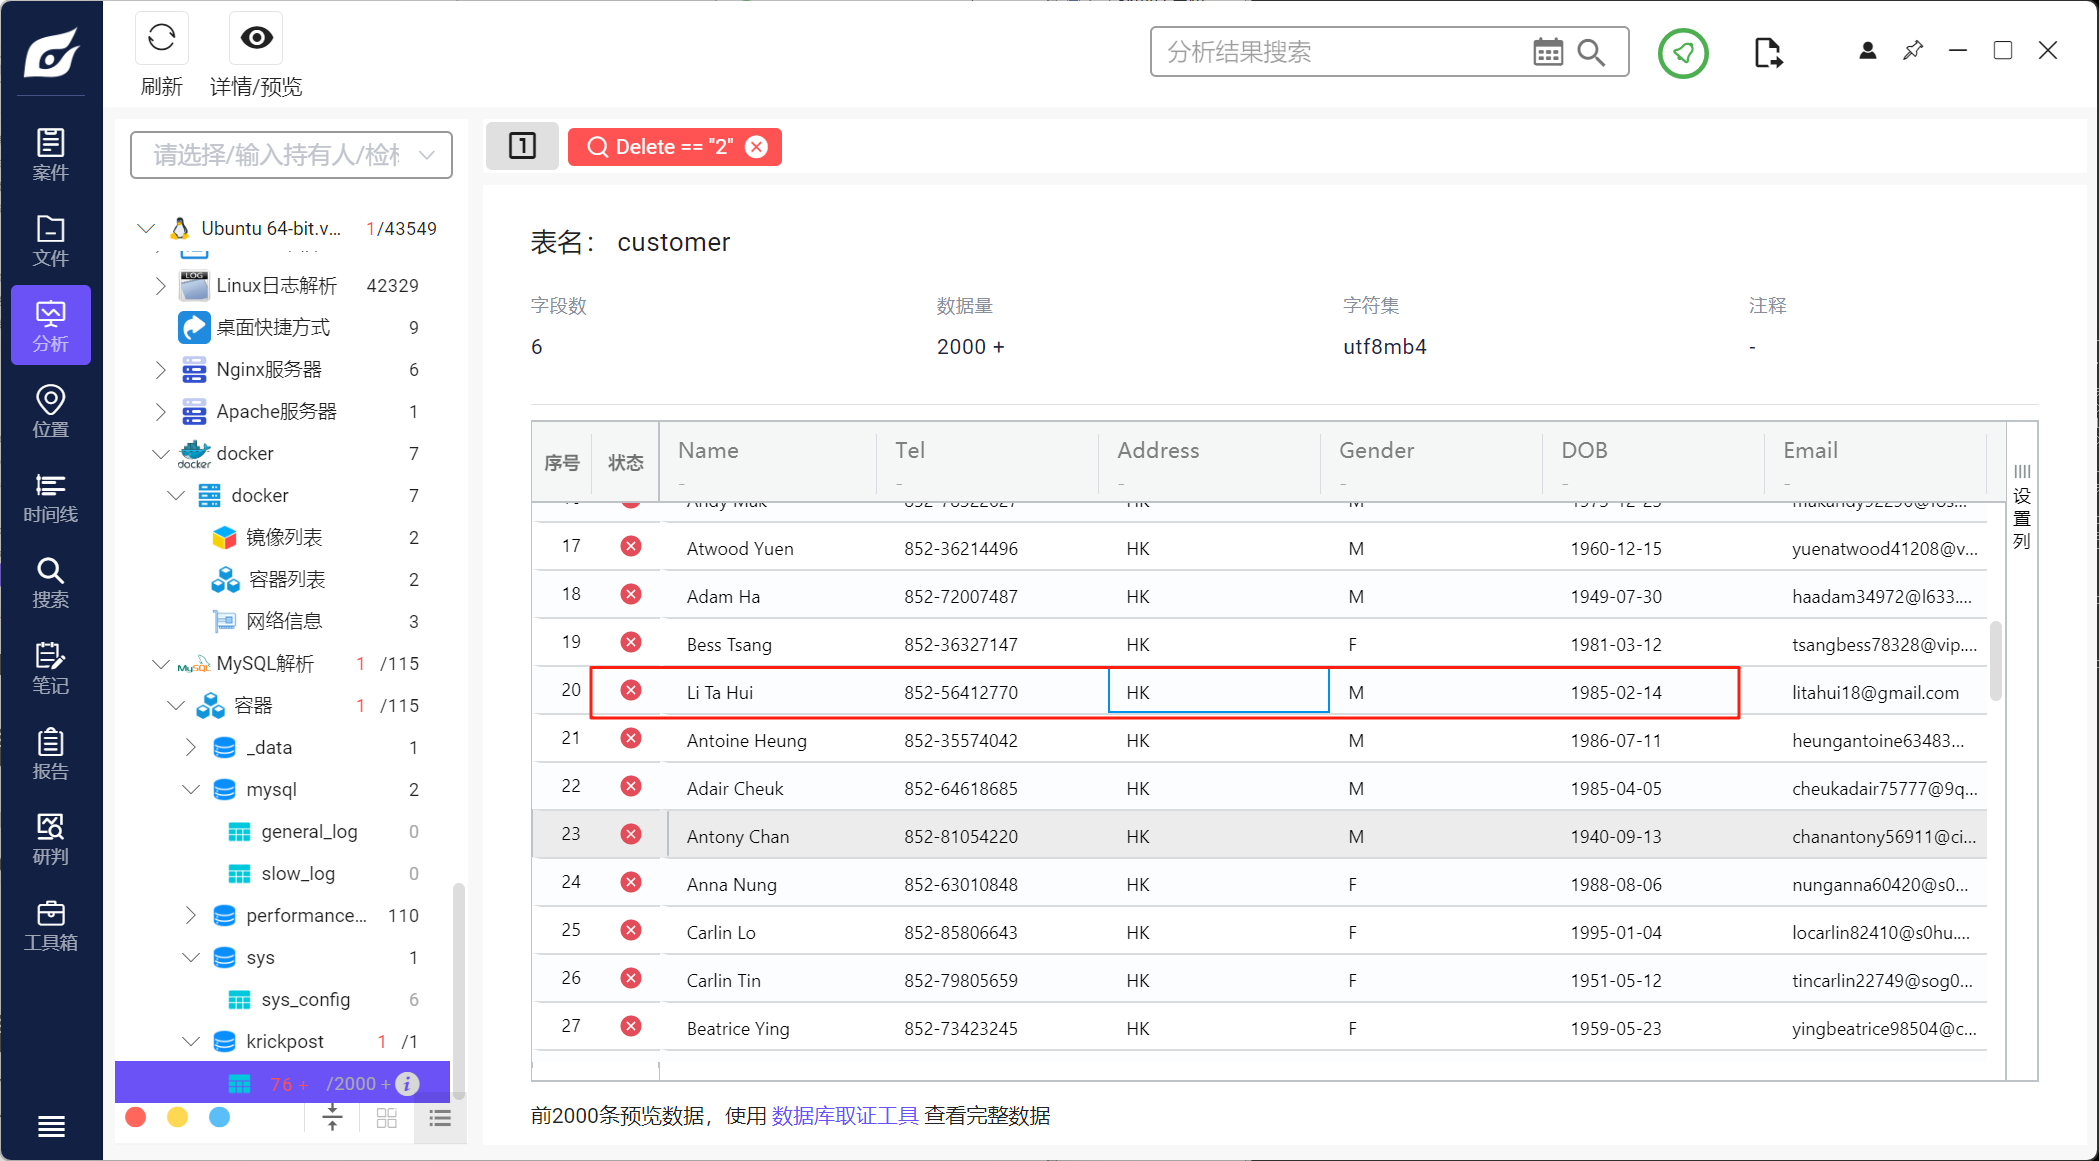 刷新
详情/预览
分析结果搜索
案件
文件
分析
位置
时间线
搜索
笔记
报告
研判
工具箱
请选择/输入持有人/检材
Ubuntu 64-bit.v... 1/43549
Linux日志解析 42329
桌面快捷方式 9
Nginx服务器 6
Apache服务器 1
docker 7
docker 7
镜像列表 2
容器列表 2
网络信息 3
MySQL解析 1 /115
容器 1 /115
_data 1
mysql 2
general_log 0
slow_log 0
performance... 110
sys 1
sys_config 6
krickpost 1 /1
76 + /2000 +
1
Delete == "2"
表名： customer
字段数 数据量 字符集 注释
6 2000 + utf8mb4 -
序号 状态 Name Tel Address Gender DOB Email
- - - - - -
设置列
Andy Mak 852-78322627 HK M 1975-12-25
17 Atwood Yuen 852-36214496 HK M 1960-12-15 yuenatwood41208@v...
18 Adam Ha 852-72007487 HK M 1949-07-30 haadam34972@l633....
19 Bess Tsang 852-36327147 HK F 1981-03-12 tsangbess78328@vip....
20 Li Ta Hui 852-56412770 HK M 1985-02-14 litahui18@gmail.com
21 Antoine Heung 852-35574042 HK M 1986-07-11 heungantoine63483...
22 Adair Cheuk 852-64618685 HK M 1985-04-05 cheukadair75777@9q...
23 Antony Chan 852-81054220 HK M 1940-09-13 chanantony56911@ci...
24 Anna Nung 852-63010848 HK F 1988-08-06 nunganna60420@s0...
25 Carlin Lo 852-85806643 HK F 1995-01-04 locarlin82410@s0hu....
26 Carlin Tin 852-79805659 HK F 1951-05-12 tincarlin22749@sog0...
27 Beatrice Ying 852-73423245 HK F 1959-05-23 yingbeatrice98504@c...
前2000条预览数据，使用 数据库取证工具 查看完整数据